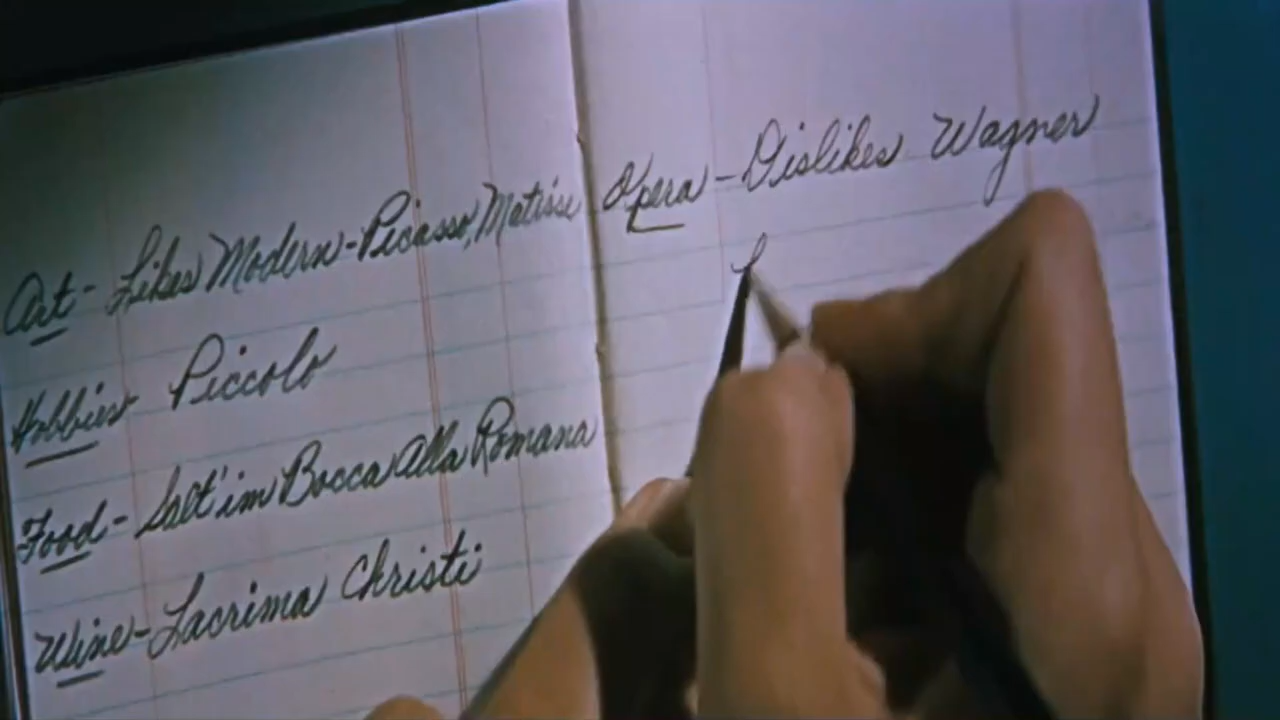 Art - Likes Modern - Picasso, Matisse
Hobbies Piccolo
Food - Salt'im Bocca Alla Romana
Wine - Lacrima Christi
Opera - Dislikes Wagner